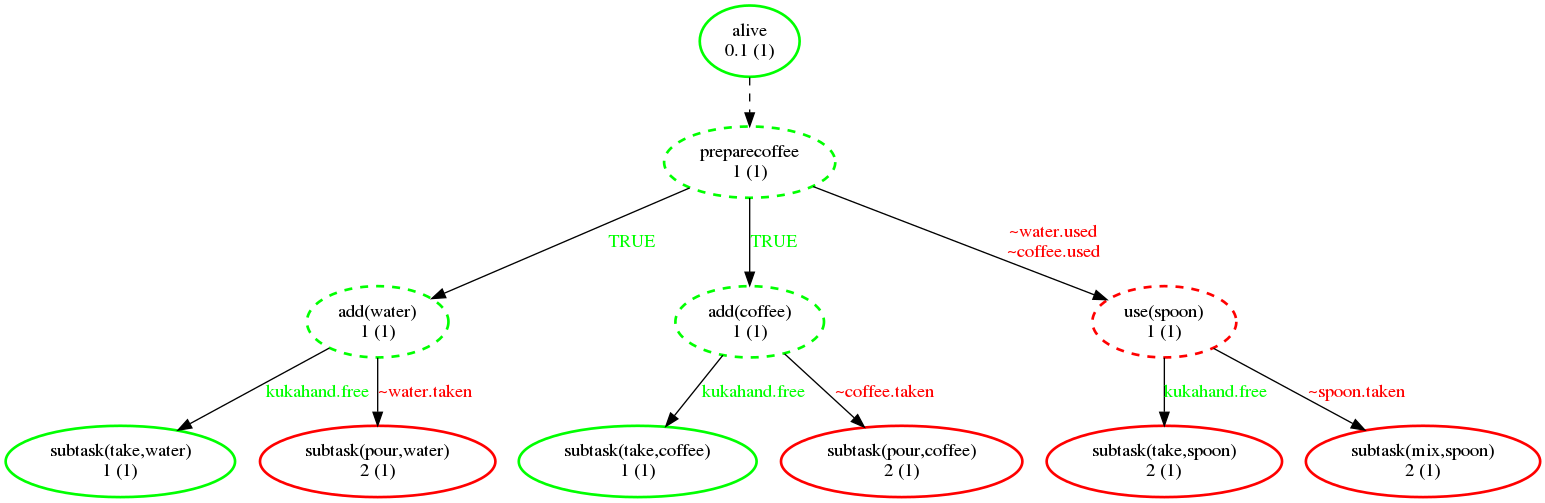 alive
0.1 (1)
preparecoffee
1 (1)
TRUE
TRUE
~water.used
~coffee.used
add(water)
1 (1)
add(coffee)
1 (1)
use(spoon)
1 (1)
kukahand.free
~water.taken
kukahand.free
~coffee.taken
kukahand.free
~spoon.taken
subtask(take,water)
1 (1)
subtask(pour,water)
2 (1)
subtask(take,coffee)
1 (1)
subtask(pour,coffee)
2 (1)
subtask(take,spoon)
2 (1)
subtask(mix,spoon)
2 (1)